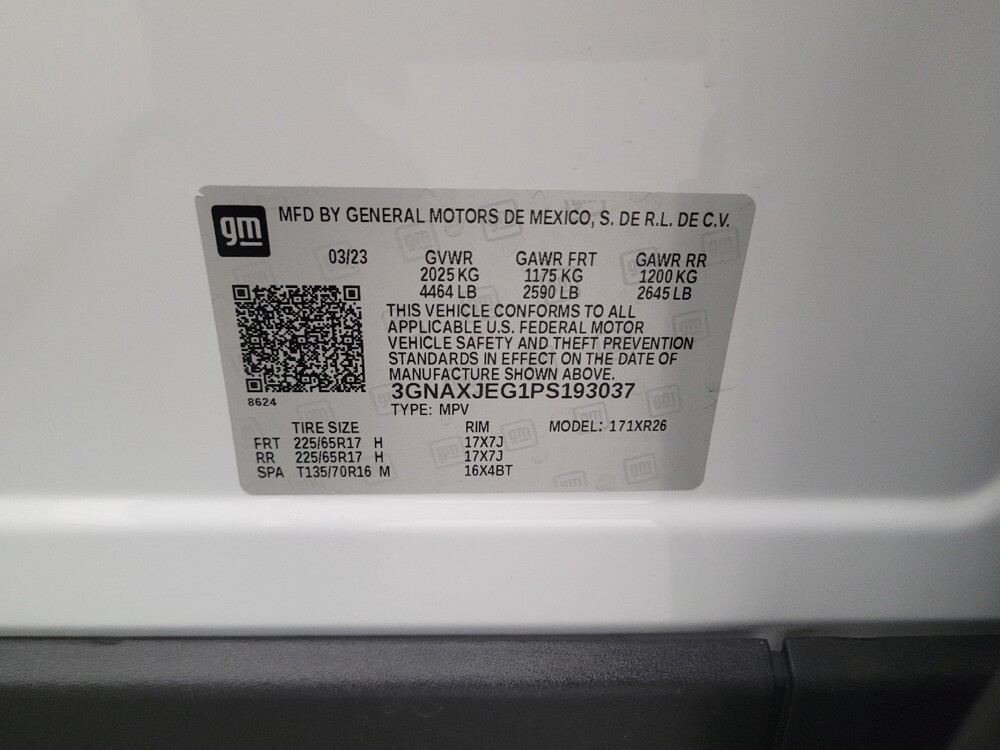 gm MFD BY GENERAL MOTORS DE MEXICO, S. DE R.L. DE C.V.
03/23 GVWR GAWR FRT GAWR RR
2025 KG 1175 KG 1200 KG
4464 LB 2590 LB 2645 LB
THIS VEHICLE CONFORMS TO ALL
APPLICABLE U.S. FEDERAL MOTOR
VEHICLE SAFETY AND THEFT PREVENTION
STANDARDS IN EFFECT ON THE DATE OF
MANUFACTURE SHOWN ABOVE.
3GNAXJEG1PS193037
8624
TYPE: MPV
TIRE SIZE RIM MODEL: 171XR26
FRT 225/65R17 H 17X7J
RR 225/65R17 H 17X7J
SPA T135/70R16 M 16X4BT